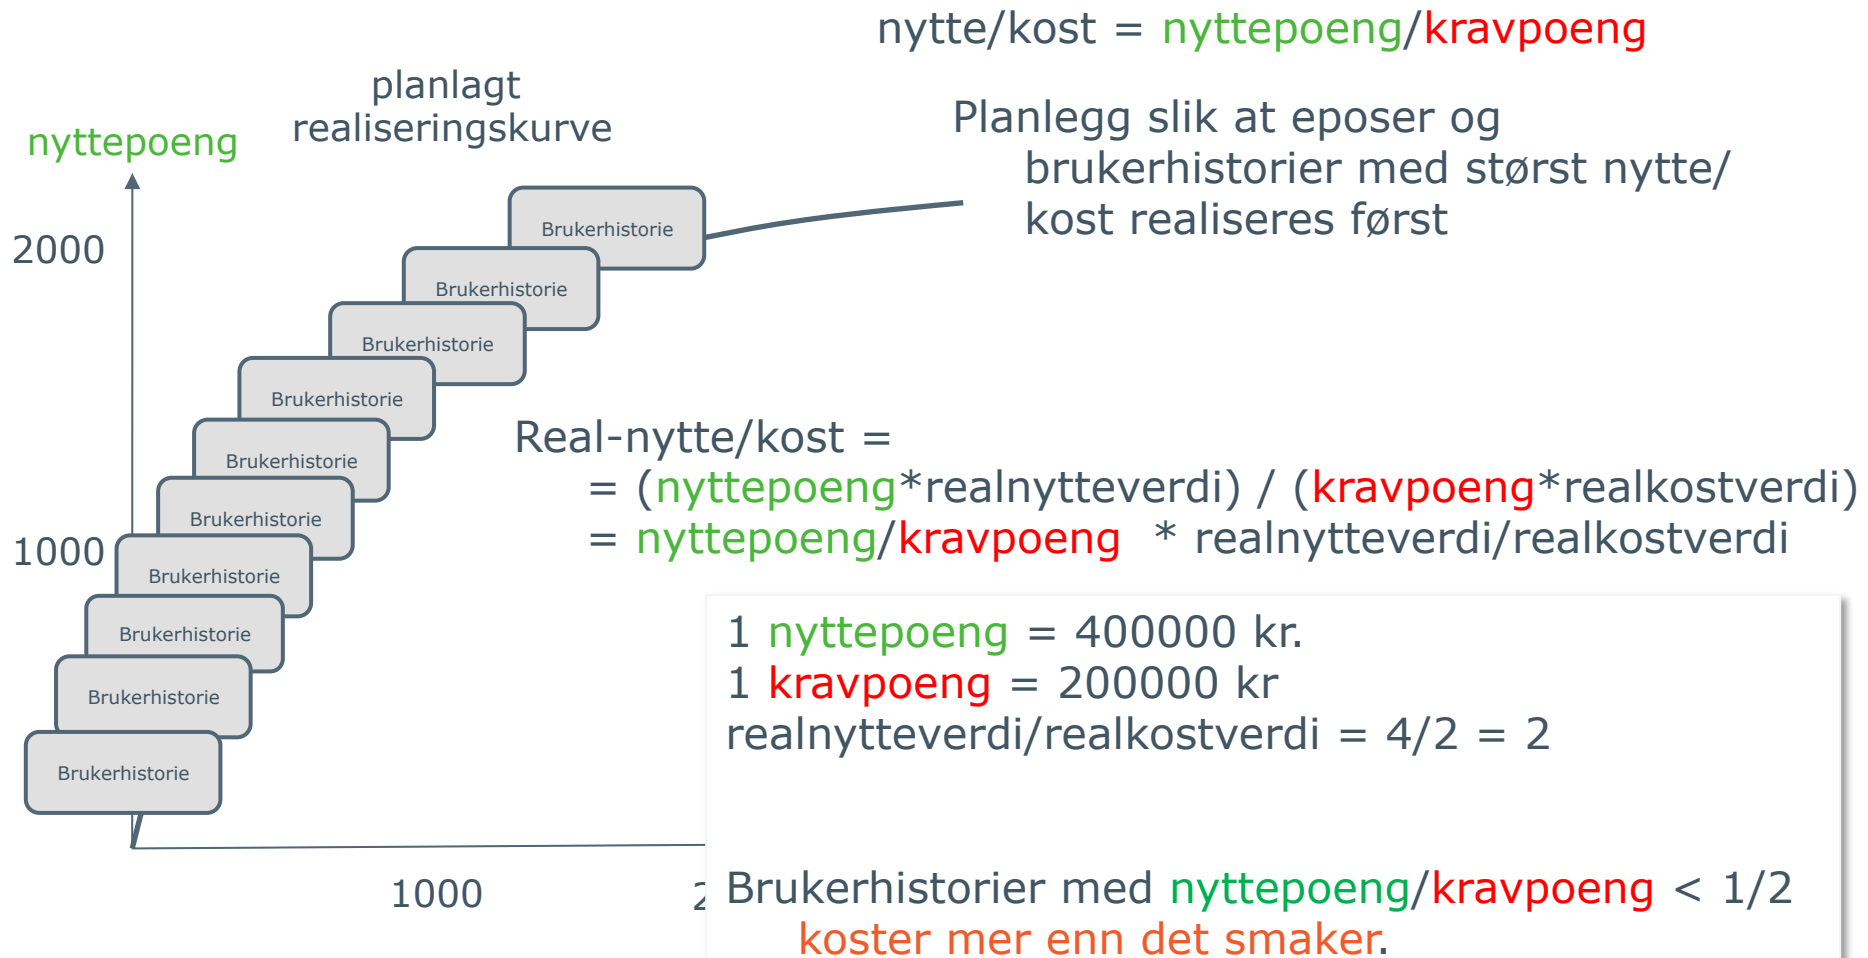 nytte/kost = nyttepoeng/kravpoeng
planlagt
realiseringskurve
nyttepoeng
Planlegg slik at eposer og
brukerhistorier med størst nytte/
kost realiseres først
2000
1000
Brukerhistorie
Brukerhistorie
Brukerhistorie
Brukerhistorie
Brukerhistorie
Brukerhistorie
Brukerhistorie
Brukerhistorie
Brukerhistorie
Brukerhistorie
Real-nytte/kost =
= (nyttepoeng*realnytteverdi) / (kravpoeng*realkostverdi)
= nyttepoeng/kravpoeng * realnytteverdi/realkostverdi
1 nyttepoeng = 400000 kr.
1 kravpoeng = 200000 kr
realnytteverdi/realkostverdi = 4/2 = 2
1000
Brukerhistorier med nyttepoeng/kravpoeng < 1/2
koster mer enn det smaker.